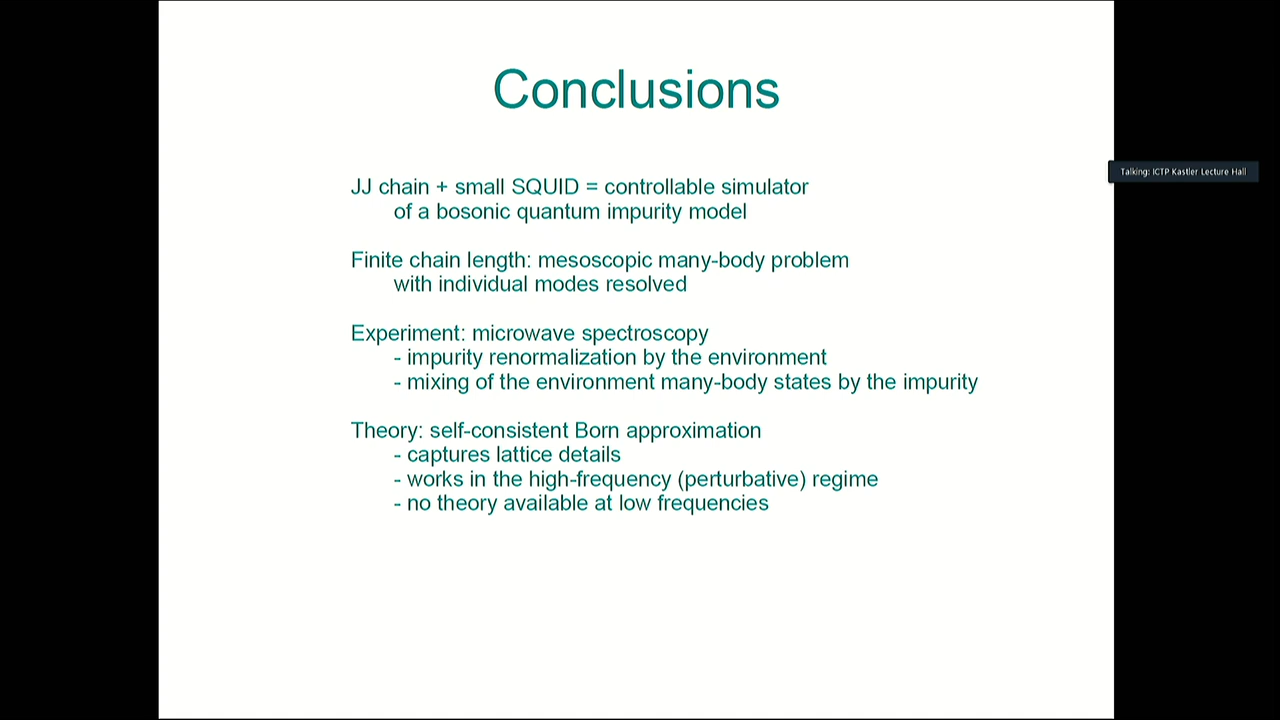 Conclusions
JJ chain + small SQUID = controllable simulator
of a bosonic quantum impurity model
Finite chain length: mesoscopic many-body problem
with individual modes resolved
Experiment: microwave spectroscopy
- impurity renormalization by the environment
- mixing of the environment many-body states by the impurity
Theory: self-consistent Born approximation
- captures lattice details
- works in the high-frequency (perturbative) regime
- no theory available at low frequencies
Talking: ICTP Kastler Lecture Hall